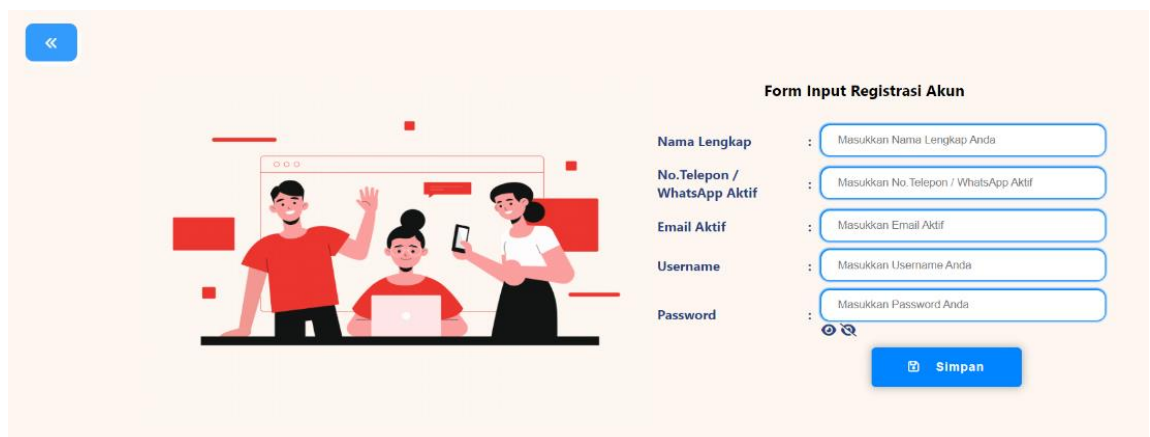 Form Input Registrasi Akun
Nama Lengkap : Masukkan Nama Lengkap Anda
No.Telepon /
WhatsApp Aktif : Masukkan No.Telepon / WhatsApp Aktif
Email Aktif : Masukkan Email Aktif
Username : Masukkan Username Anda
Password : Masukkan Password Anda
Simpan